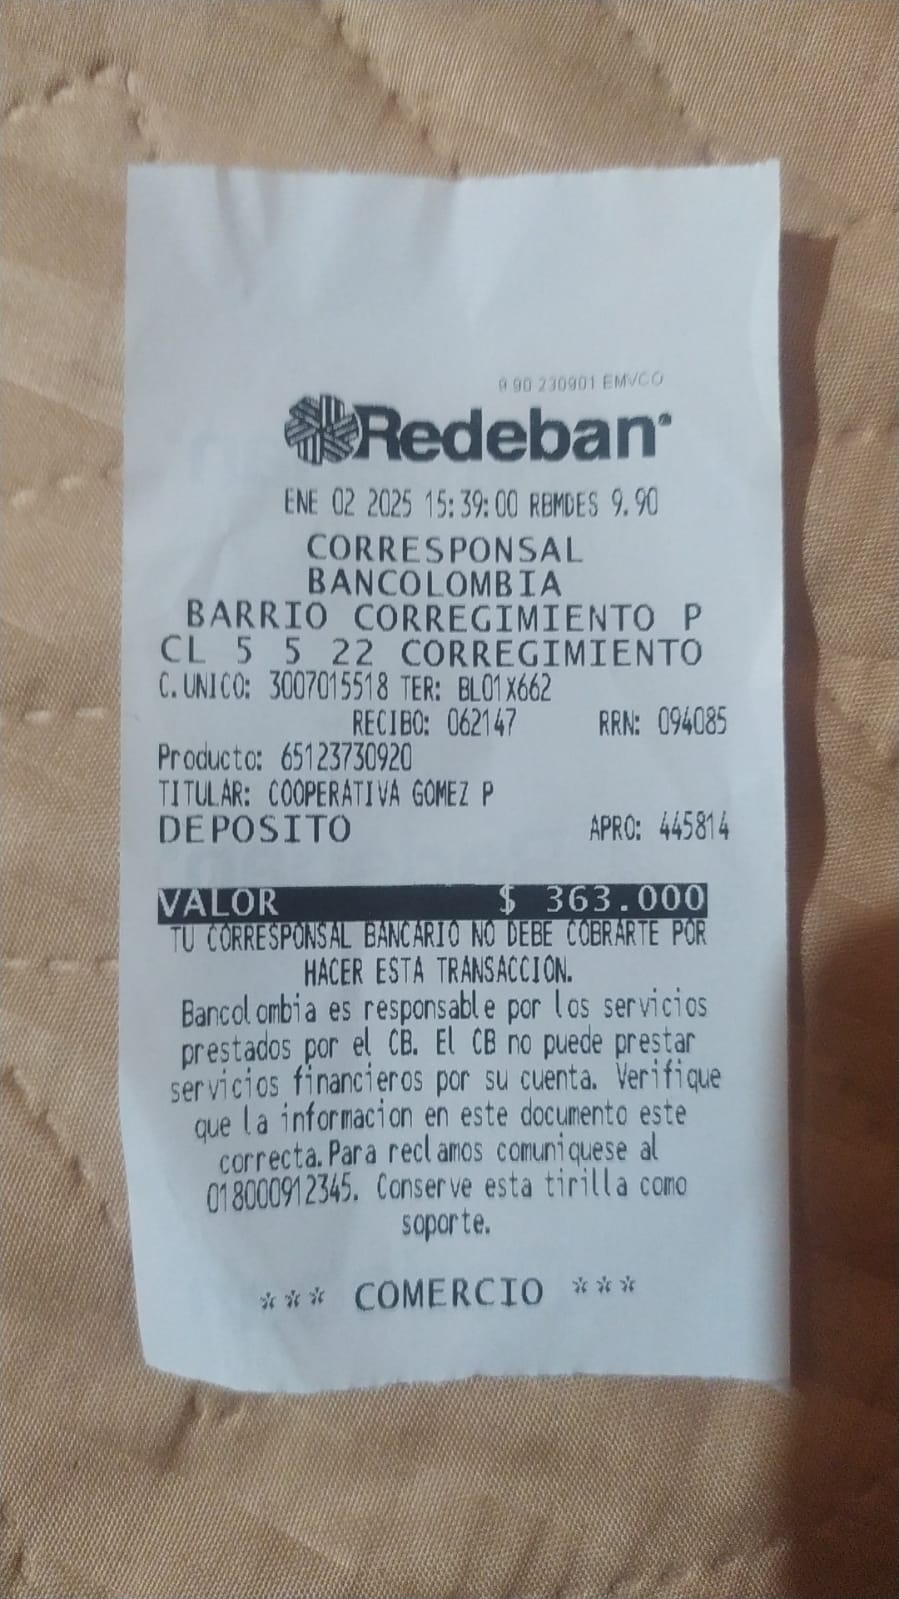 9 90 230901 EMVCO
Redeban
ENE 02 2025 15:39:00 RBMDES 9.90
CORRESPONSAL
BANCOLOMBIA
BARRIO CORREGIMIENTO P
CL 5 5 22 CORREGIMIENTO
C.UNICO: 3007015518 TER: BL01X662
RECIBO: 062147 RRN: 094085
Producto: 65123730920
TITULAR: COOPERATIVA GOMEZ P
DEPOSITO APRO: 445814
VALOR $ 363.000
TU CORRESPONSAL BANCARIO NO DEBE COBRARTE POR
HACER ESTA TRANSACCION.
Bancolombia es responsable por los servicios
prestados por el CB. El CB no puede prestar
servicios financieros por su cuenta. Verifique
que la informacion en este documento este
correcta.Para reclamos comuniquese al
018000912345. Conserve esta tirilla como
soporte.
*** COMERCIO ***